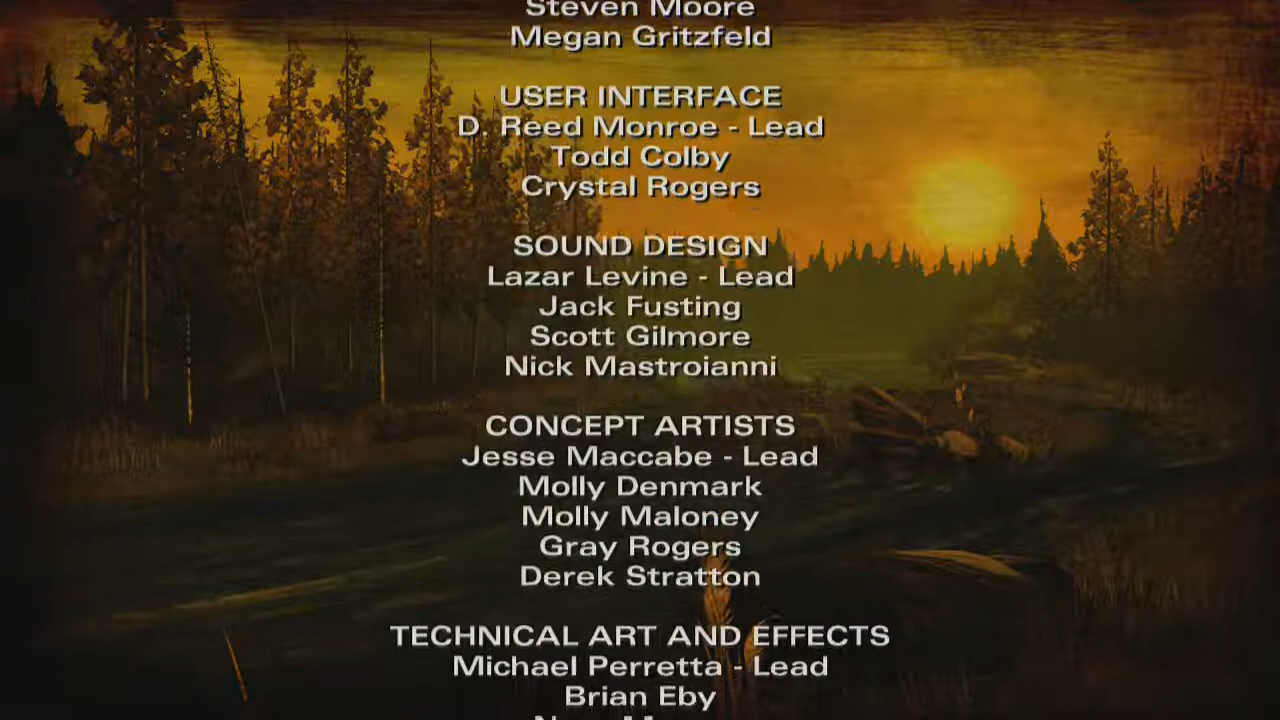 Steven Moore
Megan Gritzfeld
USER INTERFACE
D. Reed Monroe - Lead
Todd Colby
Crystal Rogers
SOUND DESIGN
Lazar Levine - Lead
Jack Fusting
Scott Gilmore
Nick Mastroianni
CONCEPT ARTISTS
Jesse Maccabe - Lead
Molly Denmark
Molly Maloney
Gray Rogers
Derek Stratton
TECHNICAL ART AND EFFECTS
Michael Perretta - Lead
Brian Eby